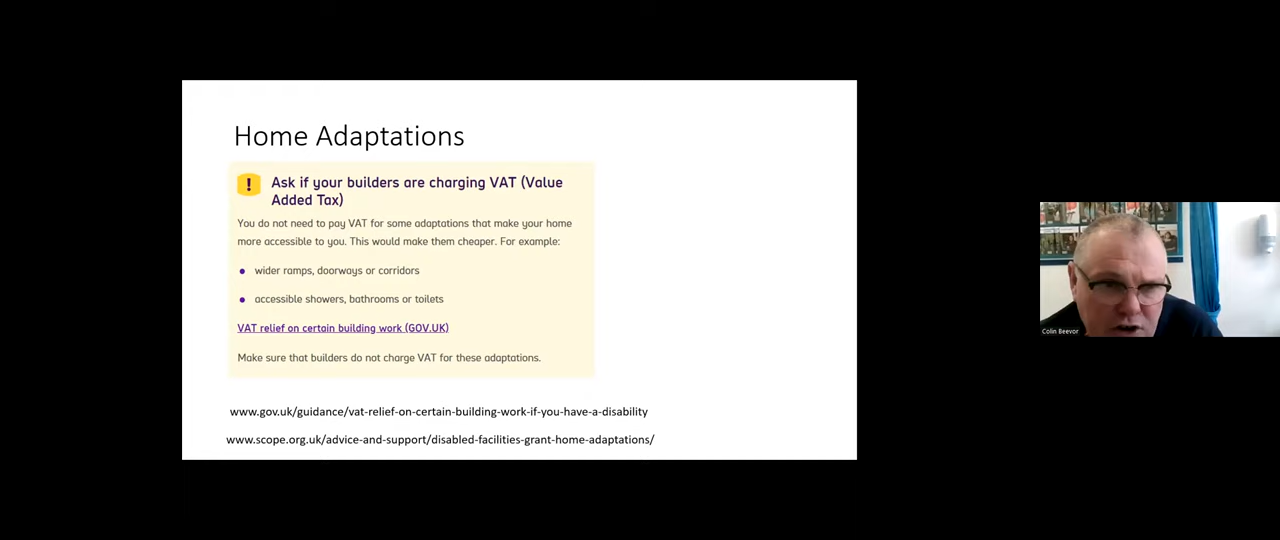 Home Adaptations
!
Ask if your builders are charging VAT (Value
Added Tax)
You do not need to pay VAT for some adaptations that make your home
more accessible to you. This would make them cheaper. For example:
• wider ramps, doorways or corridors
• accessible showers, bathrooms or toilets
VAT relief on certain building work (GOV.UK)
Make sure that builders do not charge VAT for these adaptations.
www.gov.uk/guidance/vat-relief-on-certain-building-work-if-you-have-a-disability
www.scope.org.uk/advice-and-support/disabled-facilities-grant-home-adaptations/
Colin Beevor